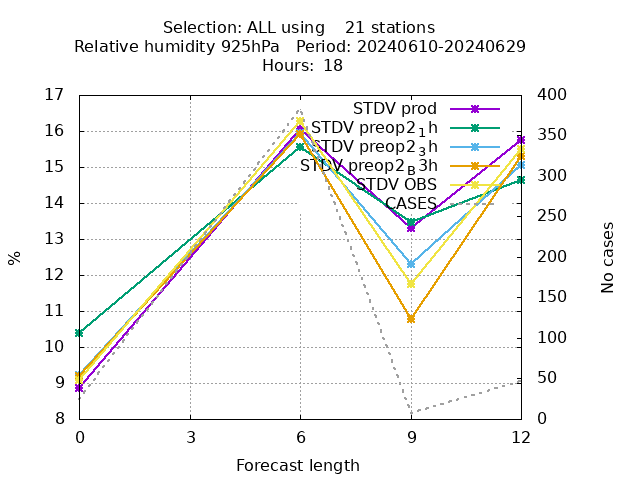 Selection: ALL using 21 stations
Relative humidity 925hPa Period: 20240610-20240629
Hours: 18
17
16
15
14
13
12
11
10
9
8
%
400
350
300
250
200
150
100
50
0
No cases
STDV prod
STDV preop2₁h
STDV preop2₃h
STDV preop2_B3h
STDV OBS
CASES
0 3 6 9 12
Forecast length